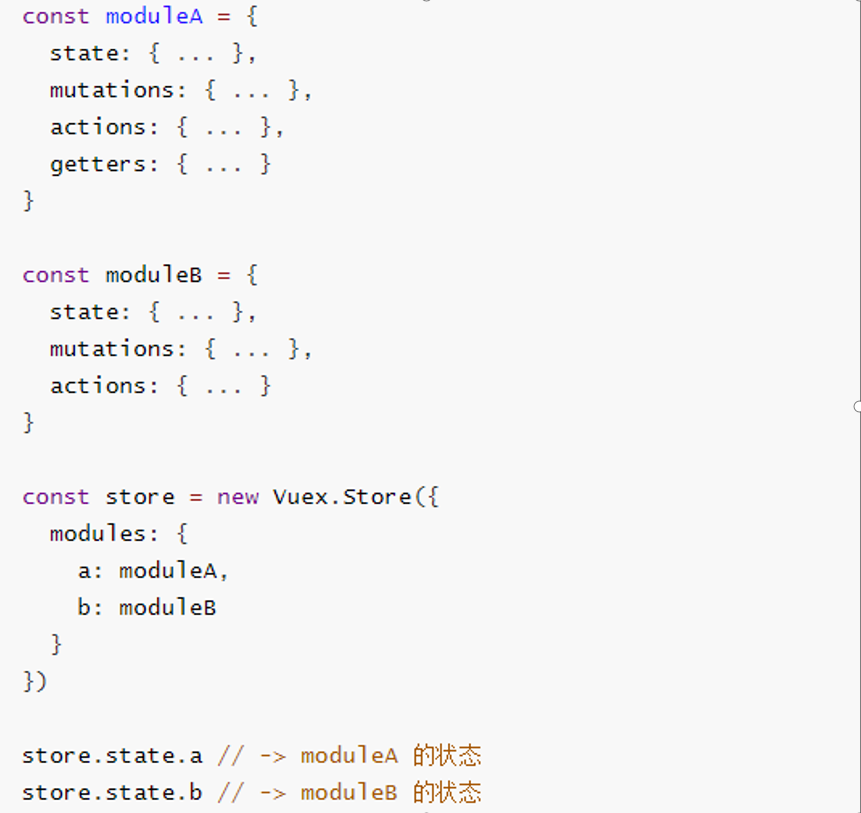 const moduleA = {
  state: { ... },
  mutations: { ... },
  actions: { ... },
  getters: { ... }
}
const moduleB = {
  state: { ... },
  mutations: { ... },
  actions: { ... }
}
const store = new Vuex.Store({
  modules: {
    a: moduleA,
    b: moduleB
  }
})
store.state.a // -> moduleA 的状态
store.state.b // -> moduleB 的状态